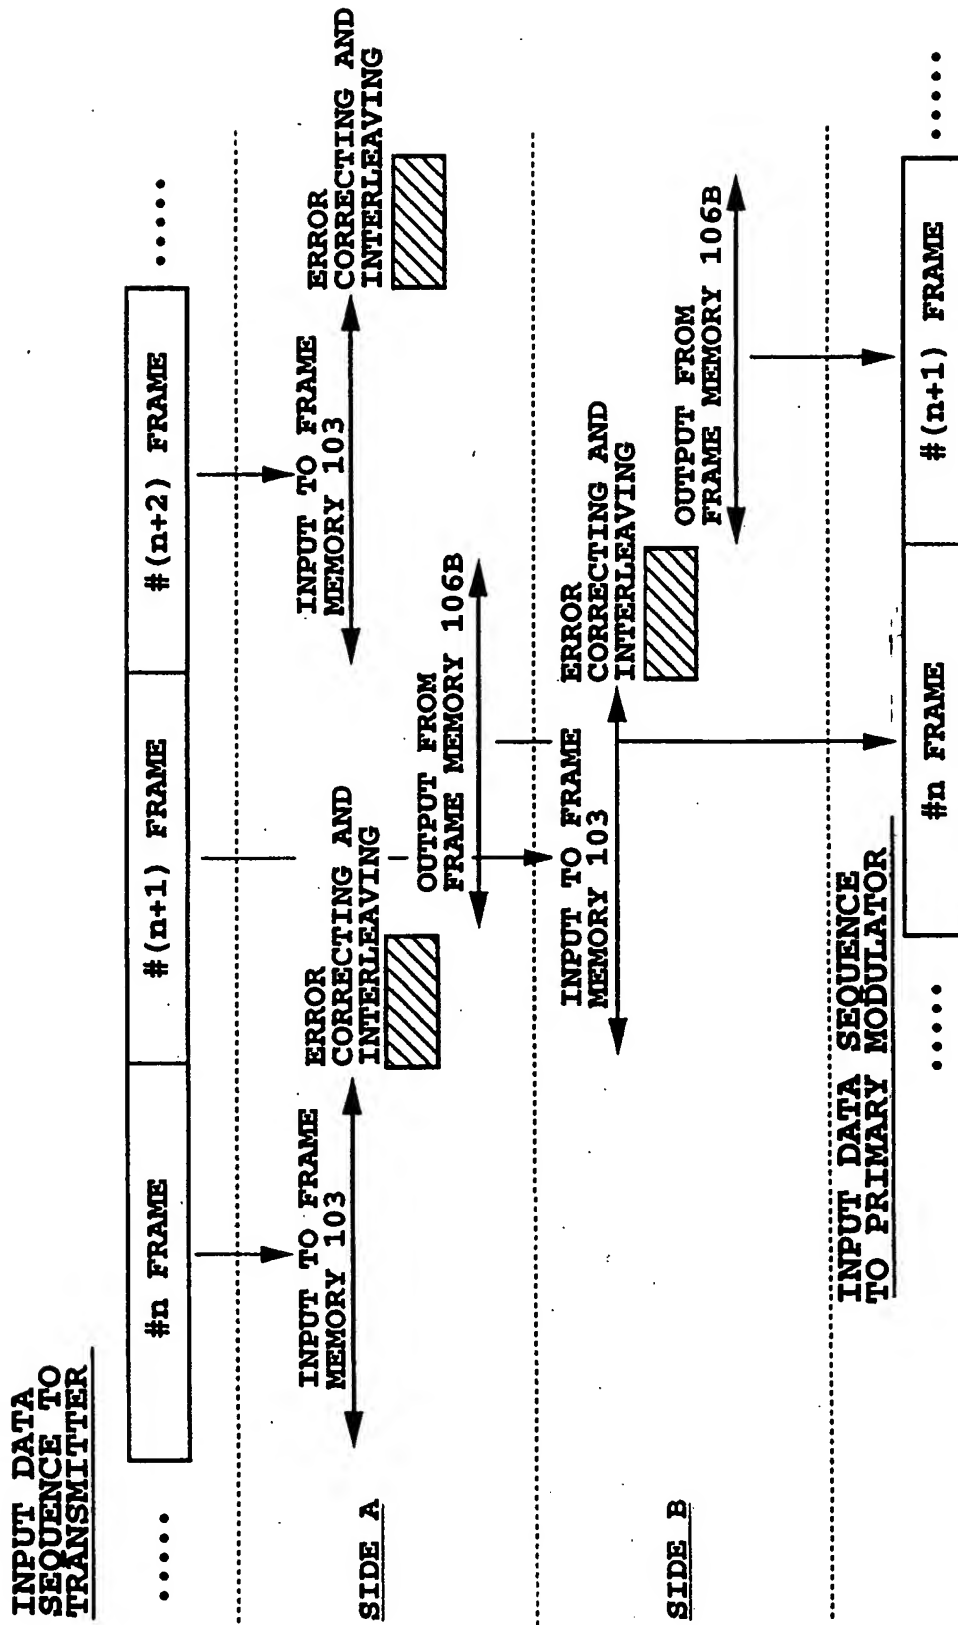 INPUT DATA
SEQUENCE TO
TRANSMITTER
.....
#n FRAME
#(n+1) FRAME
#(n+2) FRAME
.....
SIDE A
INPUT TO FRAME
MEMORY 103
ERROR
CORRECTING AND
INTERLEAVING
OUTPUT FROM
FRAME MEMORY 106B
INPUT TO FRAME
MEMORY 103
ERROR
CORRECTING AND
INTERLEAVING
SIDE B
INPUT TO FRAME
MEMORY 103
ERROR
CORRECTING AND
INTERLEAVING
OUTPUT FROM
FRAME MEMORY 106B
INPUT DATA SEQUENCE
TO PRIMARY MODULATOR
.....
#n FRAME
#(n+1) FRAME
.....